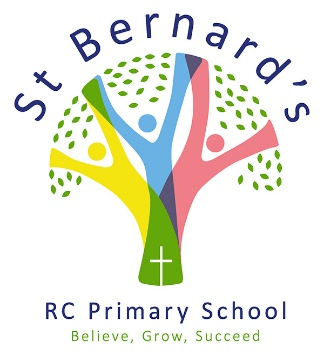 St Bernard's
RC Primary School
Believe, Grow, Succeed